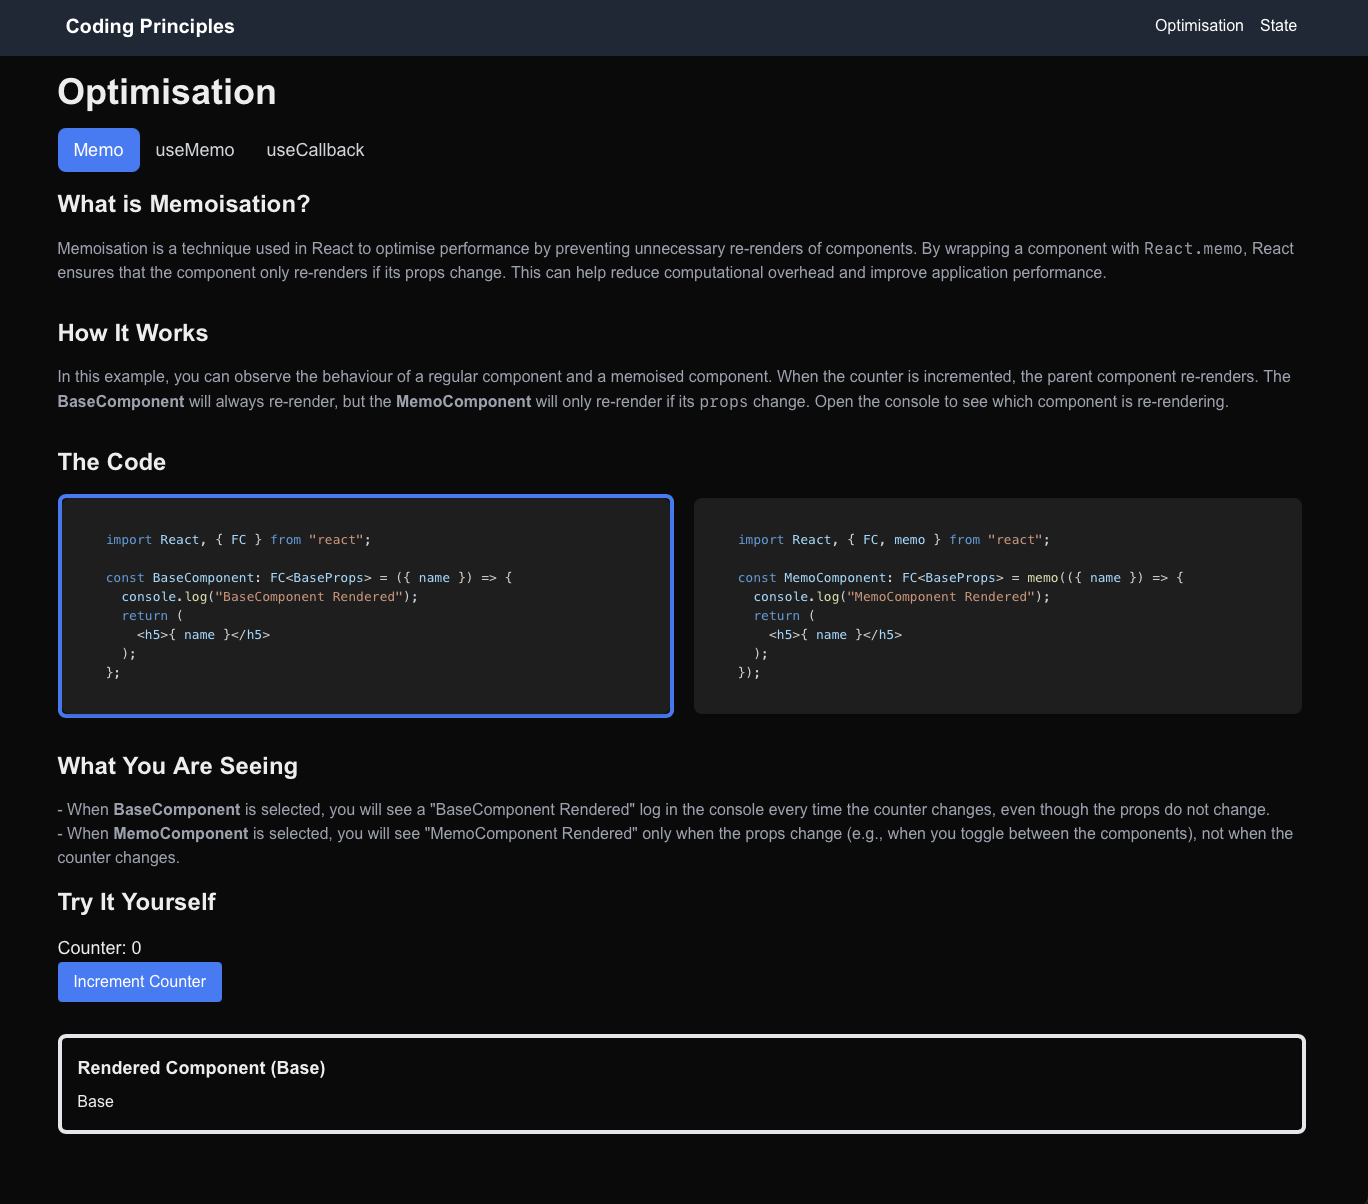 Coding Principles
Optimisation State
Optimisation
Memo useMemo useCallback
What is Memoisation?
Memoisation is a technique used in React to optimise performance by preventing unnecessary re-renders of components. By wrapping a component with React.memo, React
ensures that the component only re-renders if its props change. This can help reduce computational overhead and improve application performance.
How It Works
In this example, you can observe the behaviour of a regular component and a memoised component. When the counter is incremented, the parent component re-renders. The
BaseComponent will always re-render, but the MemoComponent will only re-render if its props change. Open the console to see which component is re-rendering.
The Code
import React, { FC } from "react";
const BaseComponent: FC<BaseProps> = ({ name }) => {
  console.log("BaseComponent Rendered");
  return (
    <h5>{ name }</h5>
  );
};
import React, { FC, memo } from "react";
const MemoComponent: FC<BaseProps> = memo(({ name }) => {
  console.log("MemoComponent Rendered");
  return (
    <h5>{ name }</h5>
  );
});
What You Are Seeing
- When BaseComponent is selected, you will see a "BaseComponent Rendered" log in the console every time the counter changes, even though the props do not change.
- When MemoComponent is selected, you will see "MemoComponent Rendered" only when the props change (e.g., when you toggle between the components), not when the
counter changes.
Try It Yourself
Counter: 0
Increment Counter
Rendered Component (Base)
Base